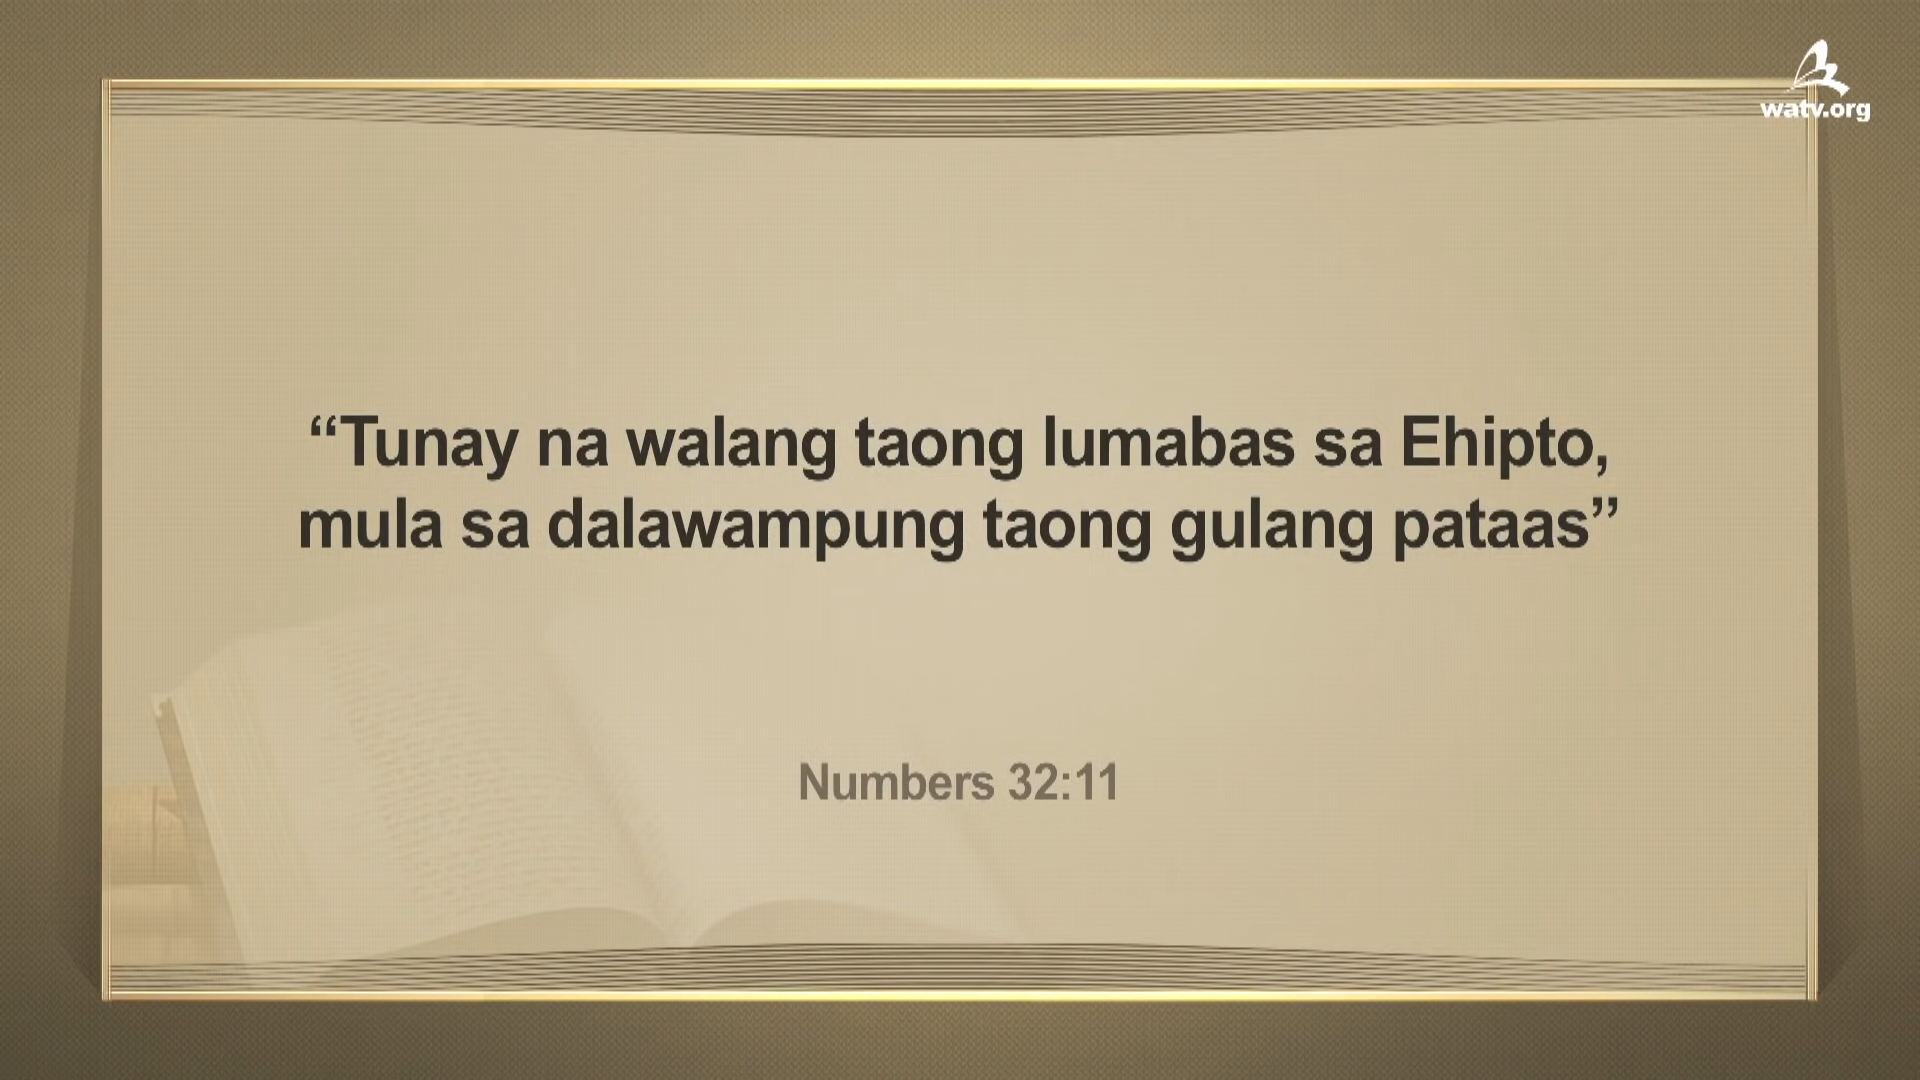 watv.org
“Tunay na walang taong lumabas sa Ehipto,
mula sa dalawampung taong gulang pataas”
Numbers 32:11